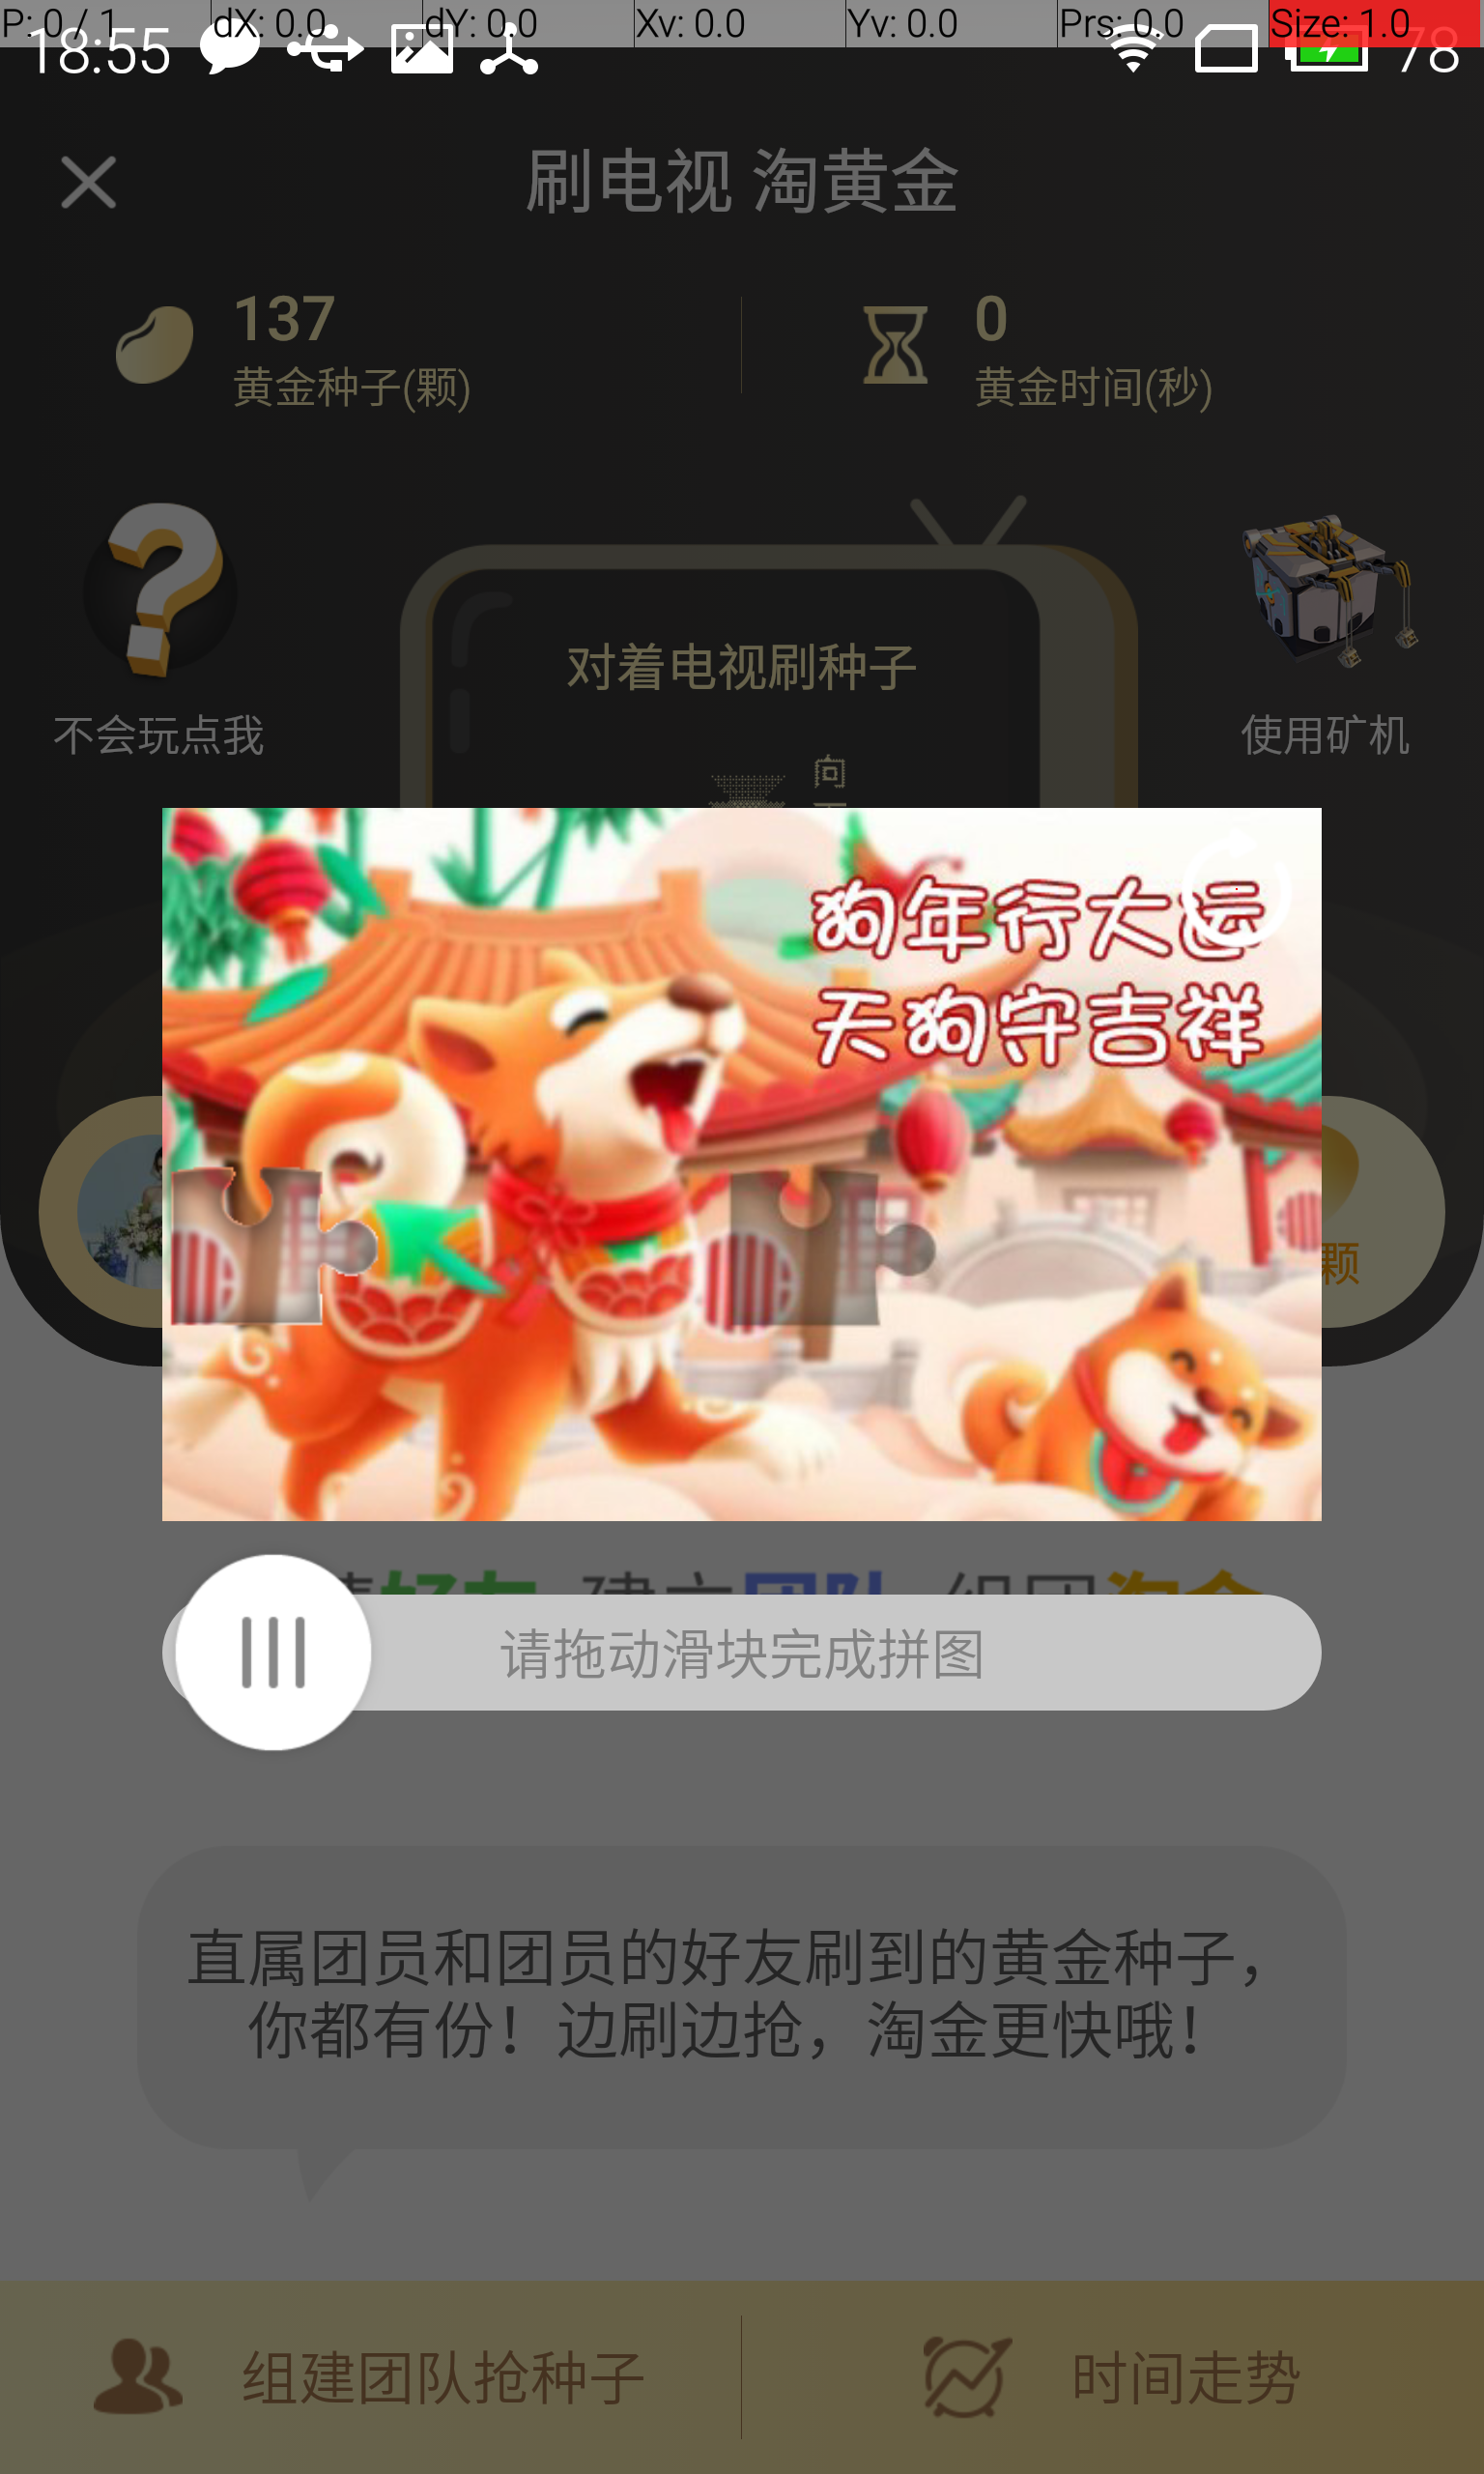 P: 0 / 1
dX: 0.0
dY: 0.0
Xv: 0.0
Yv: 0.0
Prs: 0.0
Size: 1.0
18:55
78
刷电视 淘黄金
137
黄金种子(颗)
0
黄金时间(秒)
不会玩点我
对着电视刷种子
使用矿机
向
狗年行大运
天狗守吉祥
颗
请拖动滑块完成拼图
直属团员和团员的好友刷到的黄金种子，
你都有份！边刷边抢，淘金更快哦！
组建团队抢种子
时间走势